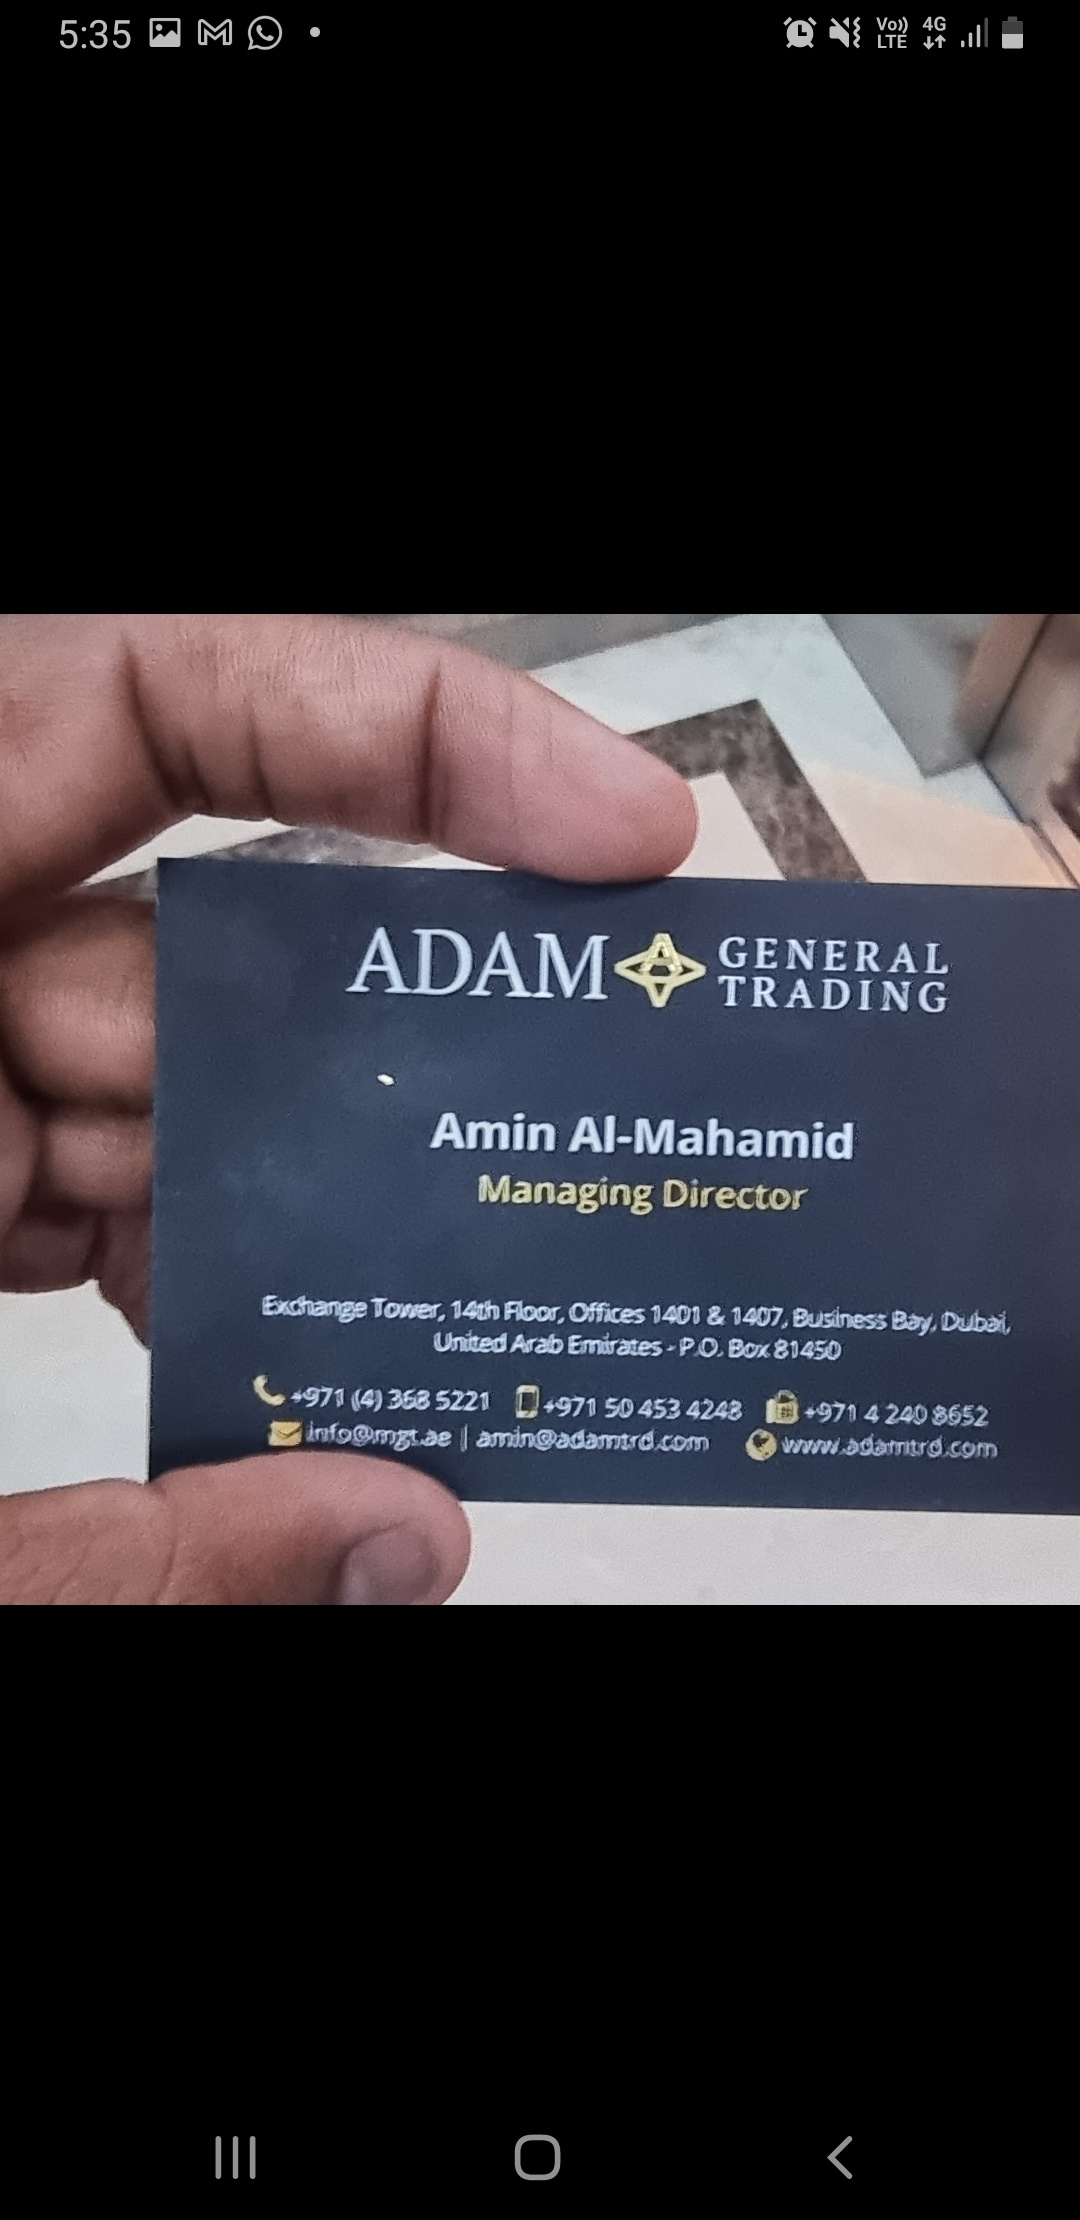 5:35
Vo)) LTE 4G
ADAM A GENERAL TRADING
Amin Al-Mahamid
Managing Director
Exchange Tower, 14th Floor, Offices 1401 & 1407, Business Bay, Dubai,
United Arab Emirates - P.O. Box 81450
+971 (4) 368 5221 +971 50 453 4248 +971 4 240 8652
info@mgt.ae | amin@adamtrd.com www.adamtrd.com